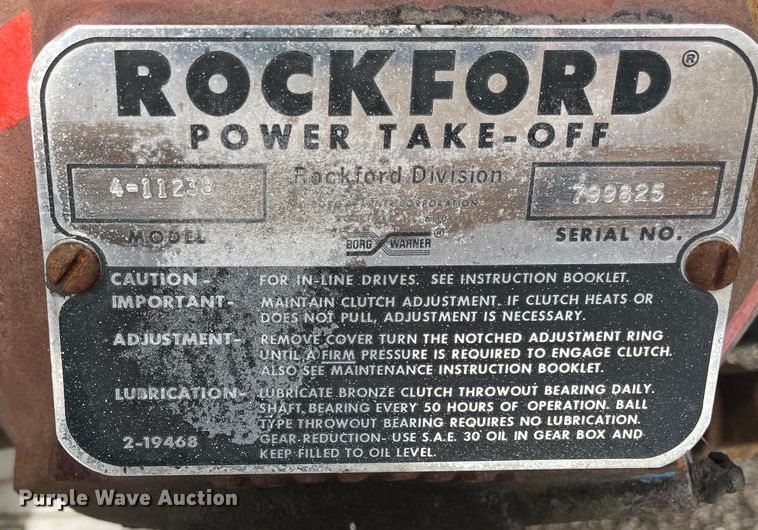 ROCKFORD®
POWER TAKE-OFF
4-11238 Rockford Division 799825
CORPORATION
MODEL BORG WARNER® SERIAL NO.
CAUTION- FOR IN-LINE DRIVES. SEE INSTRUCTION BOOKLET.
IMPORTANT- MAINTAIN CLUTCH ADJUSTMENT. IF CLUTCH HEATS OR
DOES NOT PULL, ADJUSTMENT IS NECESSARY.
ADJUSTMENT- REMOVE COVER TURN THE NOTCHED ADJUSTMENT RING
UNTIL A FIRM PRESSURE IS REQUIRED TO ENGAGE CLUTCH.
ALSO SEE MAINTENANCE INSTRUCTION BOOKLET.
LUBRICATION- LUBRICATE BRONZE CLUTCH THROWOUT BEARING DAILY.
SHAFT BEARING EVERY 50 HOURS OF OPERATION. BALL
TYPE THROWOUT BEARING REQUIRES NO LUBRICATION.
2-19468 GEAR-REDUCTION- USE S.A.E. 30 OIL IN GEAR BOX AND
KEEP FILLED TO OIL LEVEL.
Purple Wave Auction